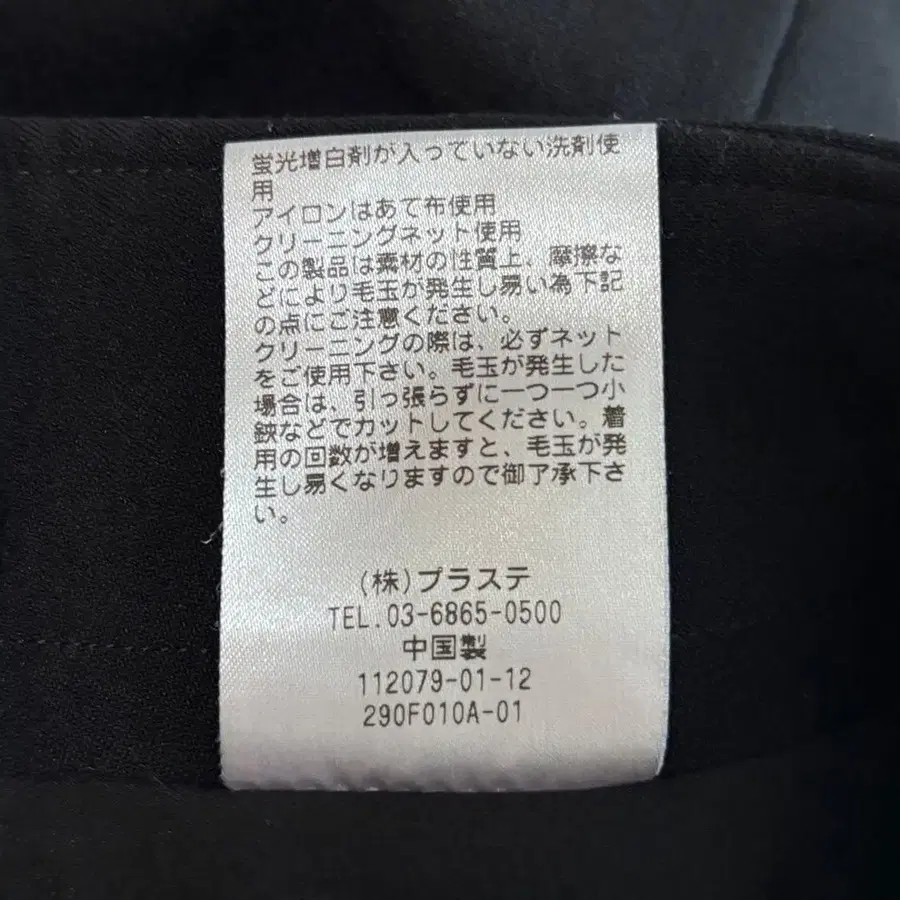 蛍光増白剤が入っていない洗剤使
用
アイロンはあて布使用
クリーニングネット使用
この製品は素材の性質上、摩擦な
どにより毛玉が発生し易い為下記
の点にご注意ください。
クリーニングの際は、必ずネット
をご使用下さい。毛玉が発生した
場合は、引っ張らずに一つ一つ小
鋏などでカットしてください。着
用の回数が増えますと、毛玉が発
生し易くなりますので御了承下さ
い。
(株)プラステ
TEL.03-6865-0500
中国製
112079-01-12
290F010A-01